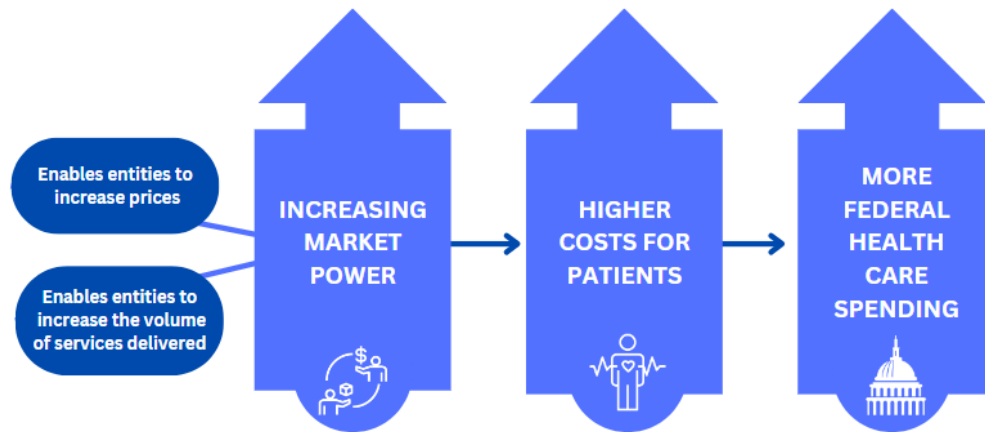 Enables entities to
increase prices
Enables entities to
increase the volume
of services delivered
INCREASING
MARKET
POWER
$
HIGHER
COSTS FOR
PATIENTS
MORE
FEDERAL
HEALTH
CARE
SPENDING